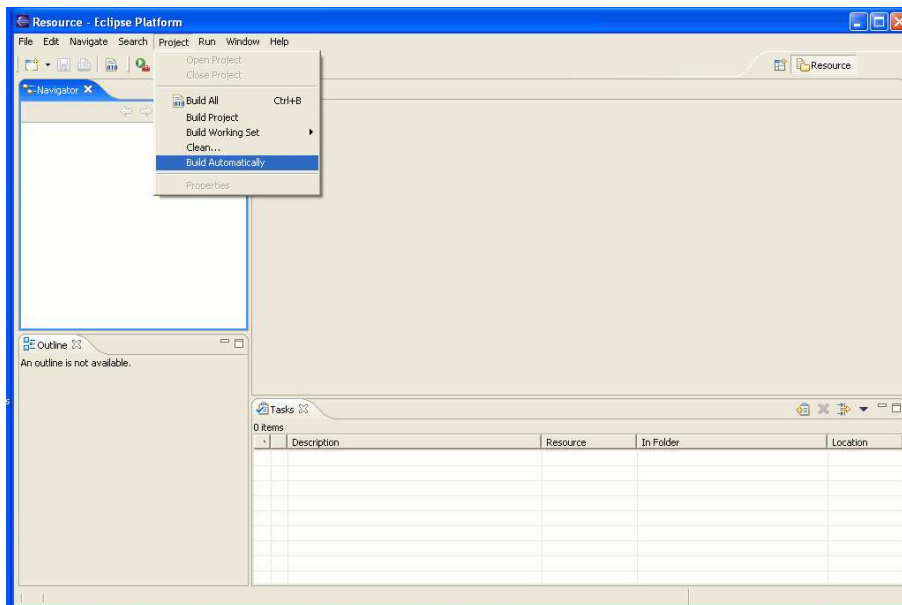 Resource - Eclipse Platform
File Edit Navigate Search Project Run Window Help
Open Project
Close Project
Resource
Navigator
Build All Ctrl+B
Build Project
Build Working Set
Clean...
Build Automatically
Properties
Outline
An outline is not available.
Tasks
0 items
Description Resource In Folder Location